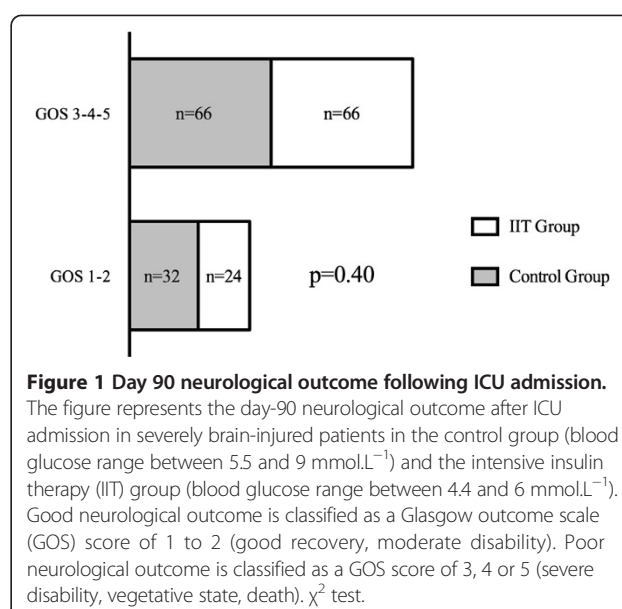 GOS 3-4-5
n=66
n=66
IIT Group
GOS 1-2
n=32
n=24
p=0.40
Control Group
Figure 1 Day 90 neurological outcome following ICU admission.
The figure represents the day-90 neurological outcome after ICU
admission in severely brain-injured patients in the control group (blood
glucose range between 5.5 and 9 mmol.L⁻¹) and the intensive insulin
therapy (IIT) group (blood glucose range between 4.4 and 6 mmol.L⁻¹).
Good neurological outcome is classified as a Glasgow outcome scale
(GOS) score of 1 to 2 (good recovery, moderate disability). Poor
neurological outcome is classified as a GOS score of 3, 4 or 5 (severe
disability, vegetative state, death). χ² test.